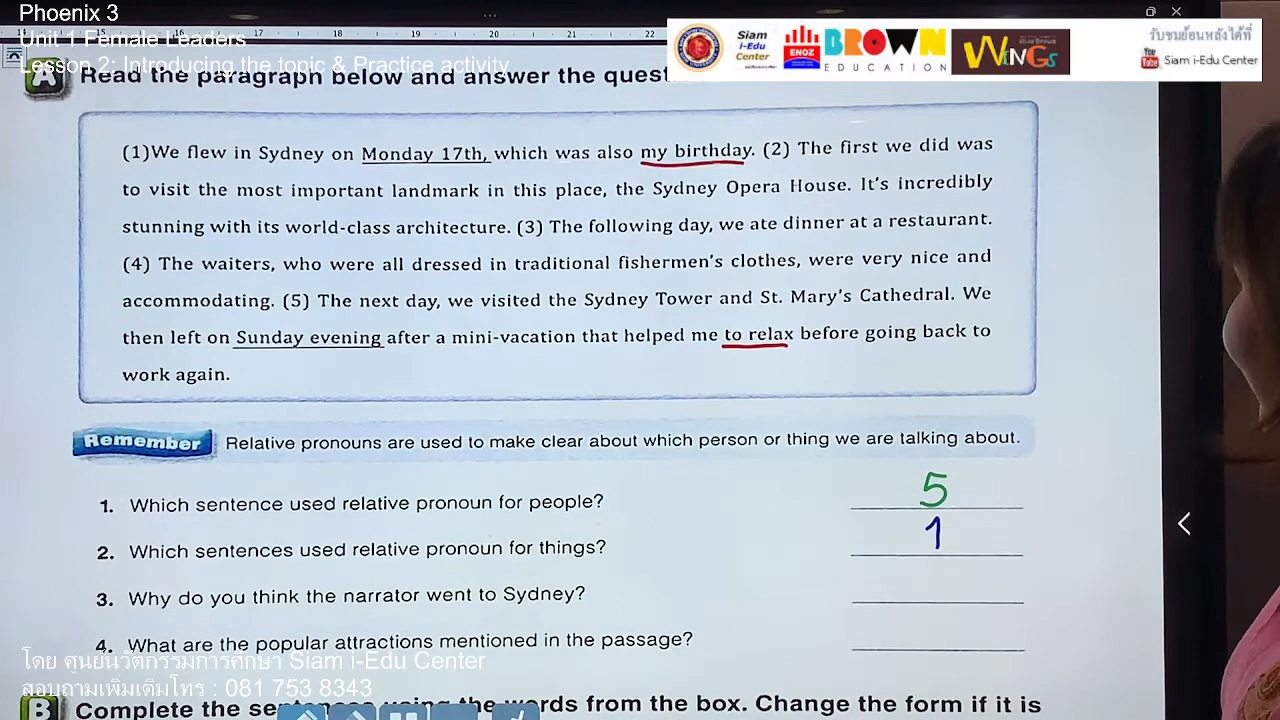 Phoenix 3
Unit 1 Female Leaders
Lesson 2: Introducing the topic & Practice activity
14 15 16 17 18 19 20 21 22
Siam
i-Edu
Center
ENOZ
BROWN
EDUCATION
WiNGs
รับชมย้อนหลังได้ที่
You
Tube
Siam i-Edu Center
A Read the paragraph below and answer the quest
(1)We flew in Sydney on Monday 17th, which was also my birthday. (2) The first we did was
to visit the most important landmark in this place, the Sydney Opera House. It's incredibly
stunning with its world-class architecture. (3) The following day, we ate dinner at a restaurant.
(4) The waiters, who were all dressed in traditional fishermen's clothes, were very nice and
accommodating. (5) The next day, we visited the Sydney Tower and St. Mary's Cathedral. We
then left on Sunday evening after a mini-vacation that helped me to relax before going back to
work again.
Remember Relative pronouns are used to make clear about which person or thing we are talking about.
1. Which sentence used relative pronoun for people? 5
2. Which sentences used relative pronoun for things? 1
3. Why do you think the narrator went to Sydney?
4. What are the popular attractions mentioned in the passage?
โดย ศูนย์นวัตกรรมการศึกษา Siam i-Edu Center
สอบถามเพิ่มเติมโทร : 081 753 8343
B Complete the sentences using the words from the box. Change the form if it is